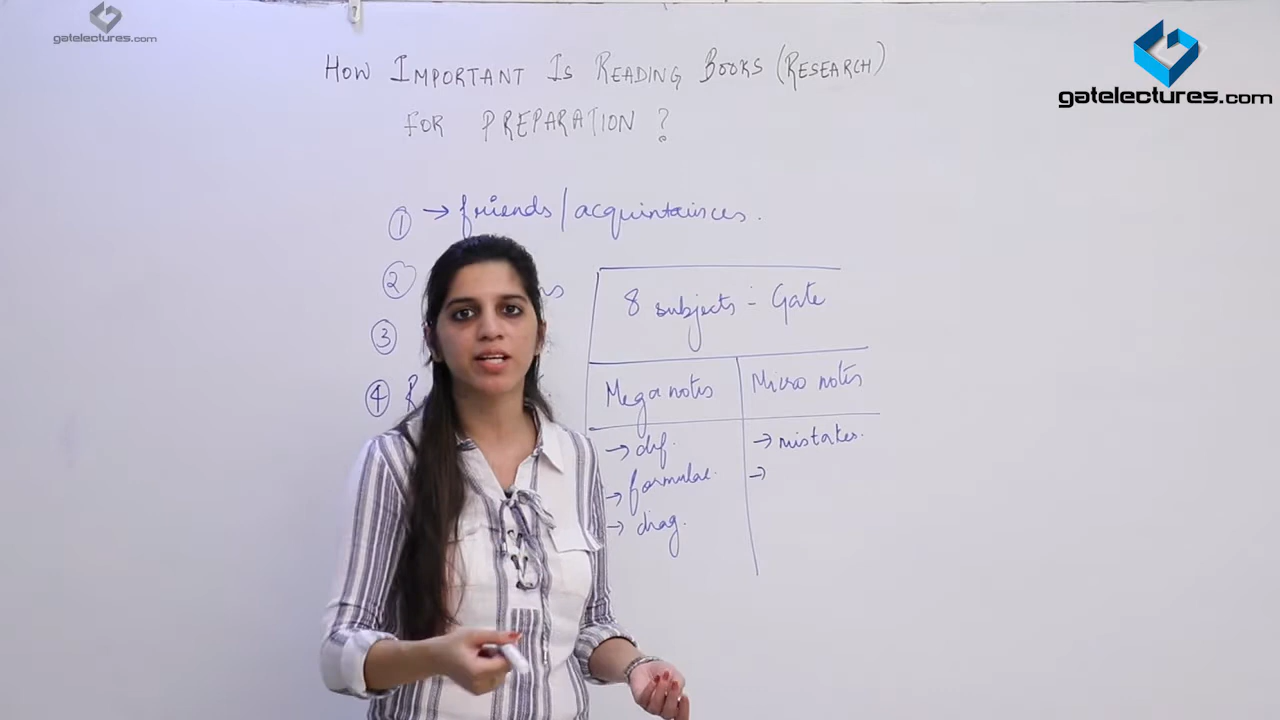 gatelectures.com
gatelectures.com
HOW IMPORTANT IS READING BOOKS (RESEARCH)
FOR PREPARATION ?
① → friends / acquintainces.
②
③
④ R
8 subjects - Gate
Mega notes
Micro notes
→ def.
→ formulae.
→ diag.
→ mistakes.
→